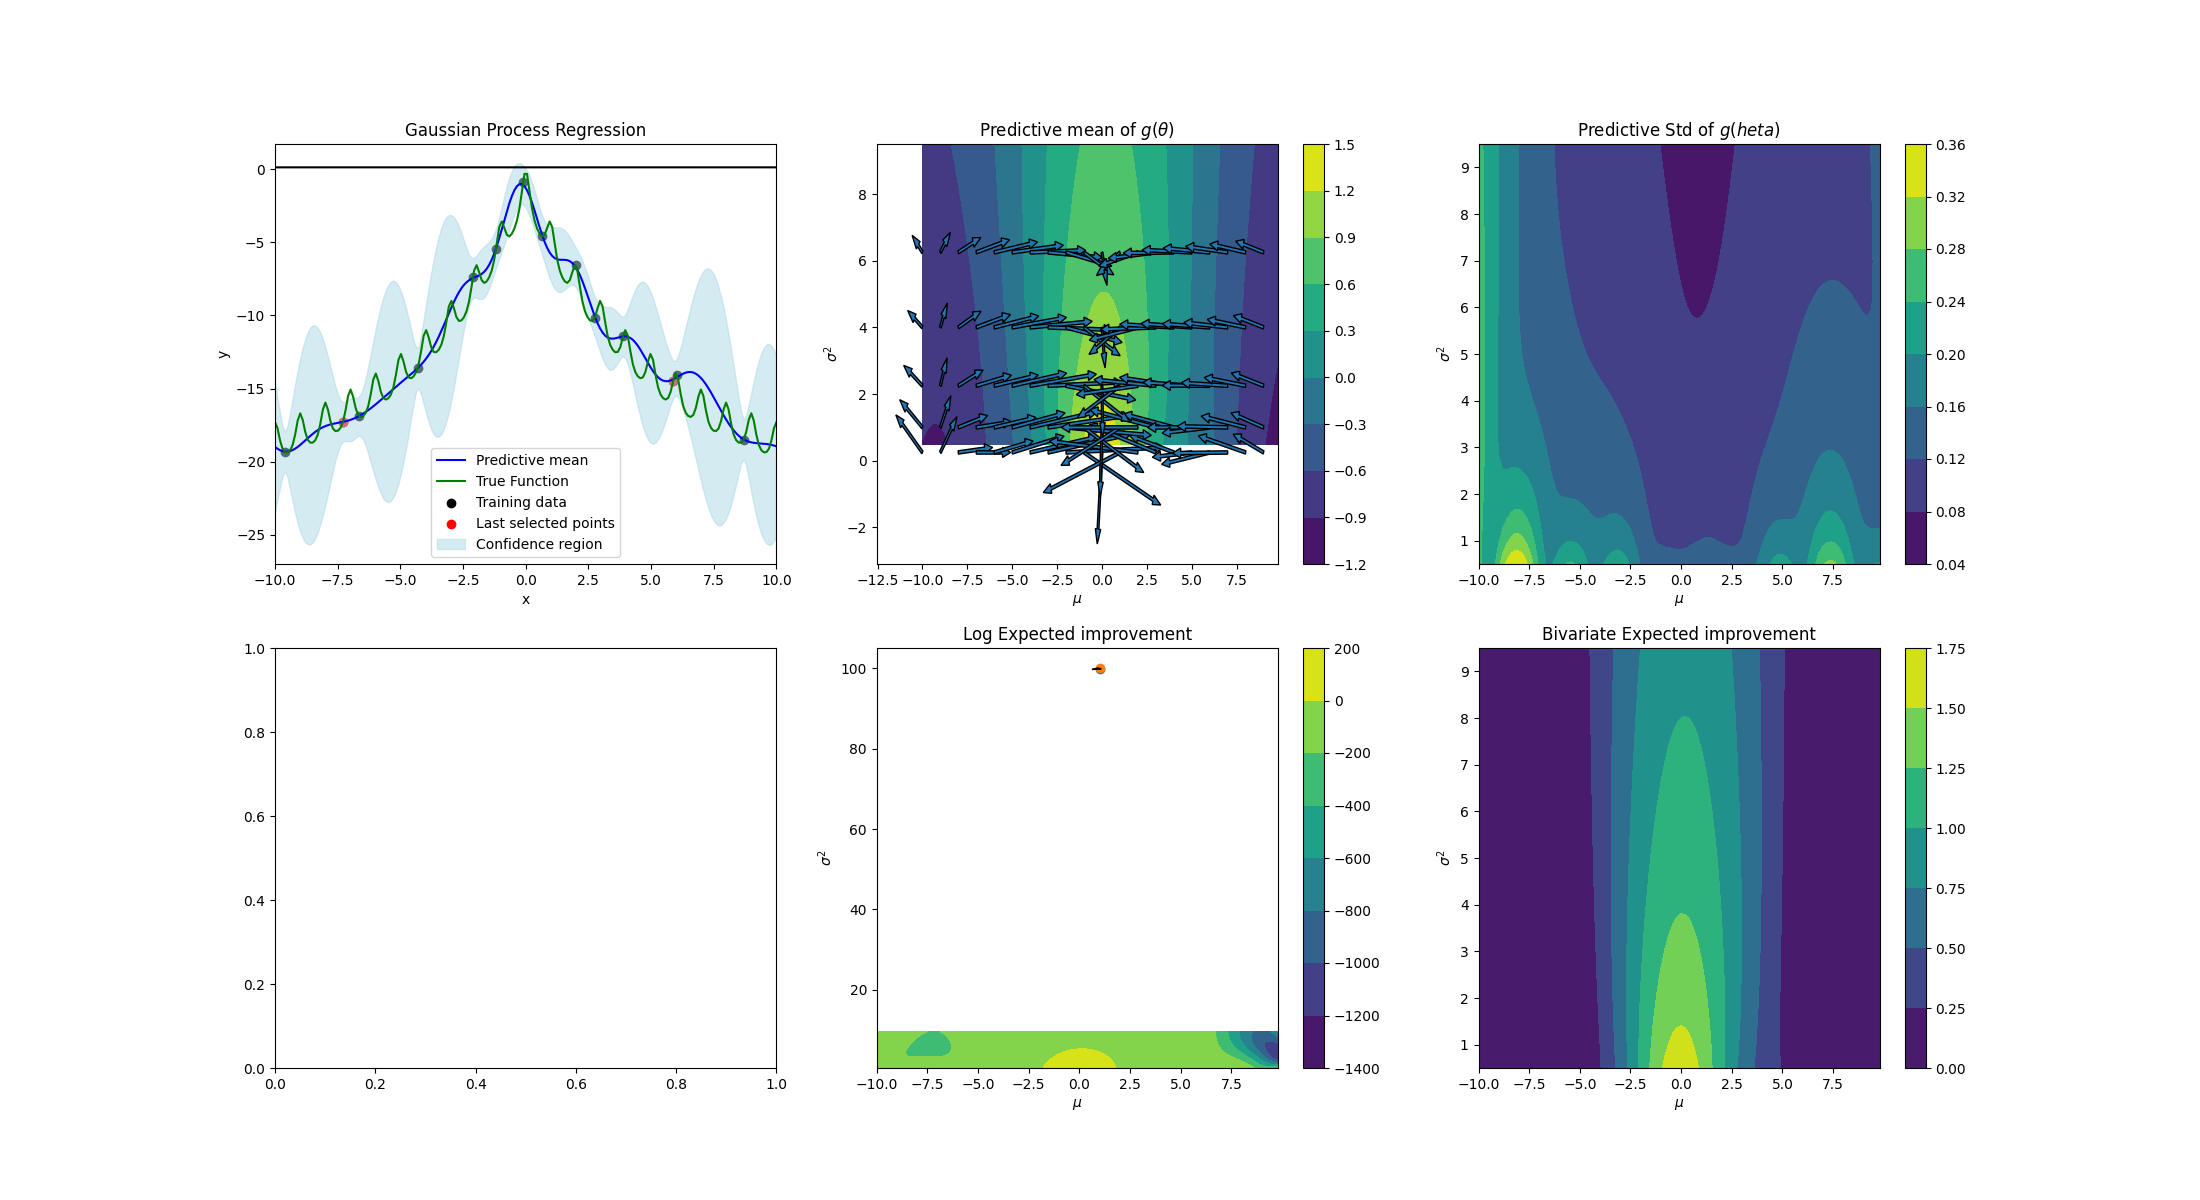 Gaussian Process Regression
0
−5
−10
−15
−20
−25
y
−10.0 −7.5 −5.0 −2.5 0.0 2.5 5.0 7.5 10.0
x
Predictive mean
True Function
Training data
Last selected points
Confidence region
Predictive mean of g(θ)
8
6
4
2
0
−2
σ²
−12.5 −10.0 −7.5 −5.0 −2.5 0.0 2.5 5.0 7.5
μ
1.5
1.2
0.9
0.6
0.3
0.0
−0.3
−0.6
−0.9
−1.2
Predictive Std of g(heta)
9
8
7
6
5
4
3
2
1
σ²
−10.0 −7.5 −5.0 −2.5 0.0 2.5 5.0 7.5
μ
0.36
0.32
0.28
0.24
0.20
0.16
0.12
0.08
0.04
1.0
0.8
0.6
0.4
0.2
0.0
0.0 0.2 0.4 0.6 0.8 1.0
Log Expected improvement
100
80
60
40
20
σ²
−10.0 −7.5 −5.0 −2.5 0.0 2.5 5.0 7.5
μ
200
0
−200
−400
−600
−800
−1000
−1200
−1400
Bivariate Expected improvement
9
8
7
6
5
4
3
2
1
σ²
−10.0 −7.5 −5.0 −2.5 0.0 2.5 5.0 7.5
μ
1.75
1.50
1.25
1.00
0.75
0.50
0.25
0.00